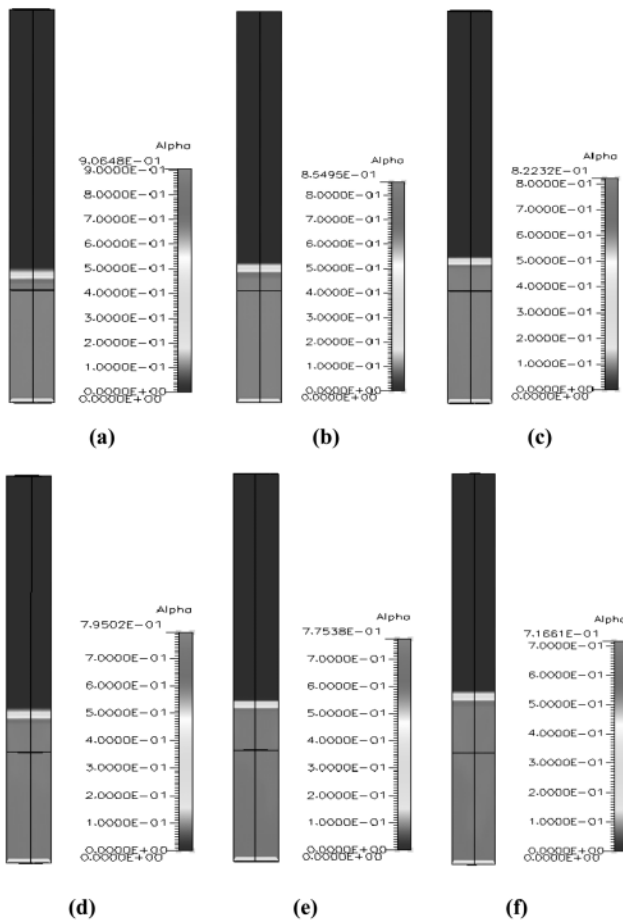 Alpha
9.0648E-01
9.0000E-01
8.0000E-01
7.0000E-01
6.0000E-01
5.0000E-01
4.0000E-01
3.0000E-01
2.0000E-01
1.0000E-01
0.0000E+00
0.0000E+00
(a)
Alpha
8.5495E-01
8.0000E-01
7.0000E-01
6.0000E-01
5.0000E-01
4.0000E-01
3.0000E-01
2.0000E-01
1.0000E-01
0.0000E+00
0.0000E+00
(b)
Alpha
8.2232E-01
8.0000E-01
7.0000E-01
6.0000E-01
5.0000E-01
4.0000E-01
3.0000E-01
2.0000E-01
1.0000E-01
0.0000E+00
0.0000E+00
(c)
Alpha
7.9502E-01
7.0000E-01
6.0000E-01
5.0000E-01
4.0000E-01
3.0000E-01
2.0000E-01
1.0000E-01
0.0000E+00
0.0000E+00
(d)
Alpha
7.7538E-01
7.0000E-01
6.0000E-01
5.0000E-01
4.0000E-01
3.0000E-01
2.0000E-01
1.0000E-01
0.0000E+00
0.0000E+00
(e)
Alpha
7.1661E-01
7.0000E-01
6.0000E-01
5.0000E-01
4.0000E-01
3.0000E-01
2.0000E-01
1.0000E-01
0.0000E+00
0.0000E+00
(f)